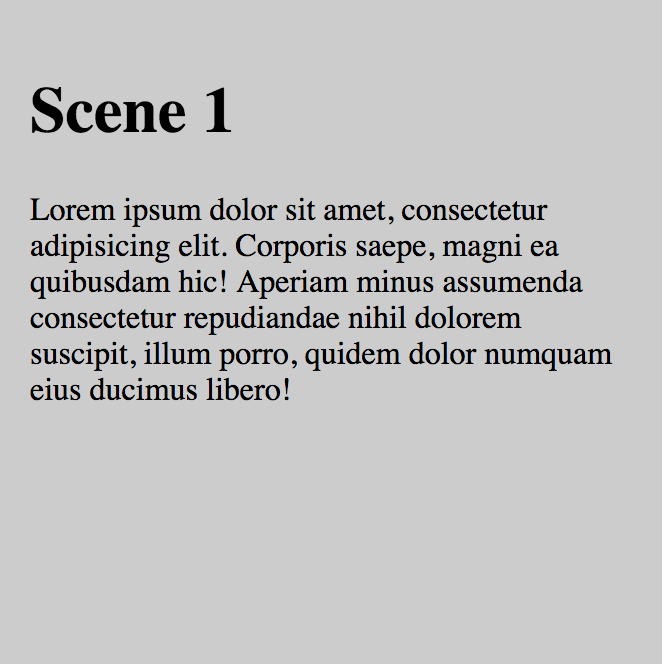 Scene 1
Lorem ipsum dolor sit amet, consectetur
adipisicing elit. Corporis saepe, magni ea
quibusdam hic! Aperiam minus assumenda
consectetur repudiandae nihil dolorem
suscipit, illum porro, quidem dolor numquam
eius ducimus libero!